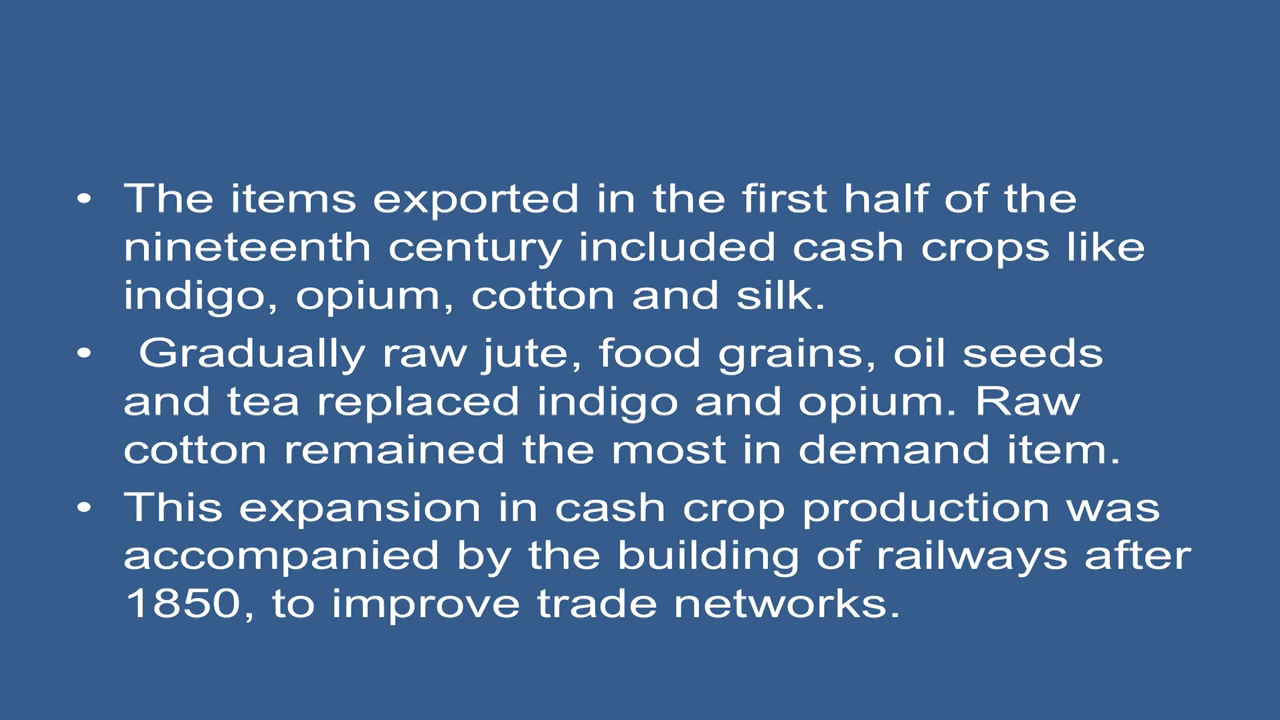 • The items exported in the first half of the
nineteenth century included cash crops like
indigo, opium, cotton and silk.
• Gradually raw jute, food grains, oil seeds
and tea replaced indigo and opium. Raw
cotton remained the most in demand item.
• This expansion in cash crop production was
accompanied by the building of railways after
1850, to improve trade networks.